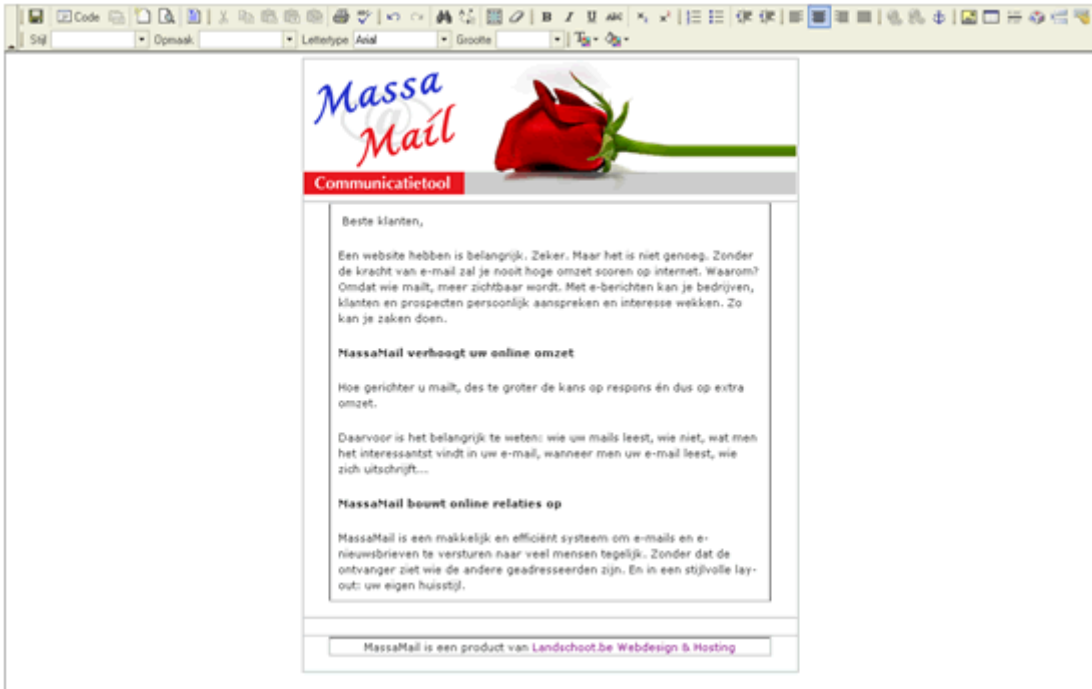 Code
Stijl Opmaak Lettertype Arial Grootte
Massa
@
Mail
Communicatietool
Beste klanten,
Een website hebben is belangrijk. Zeker. Maar het is niet genoeg. Zonder
de kracht van e-mail zal je nooit hoge omzet scoren op internet. Waarom?
Omdat wie mailt, meer zichtbaar wordt. Met e-berichten kan je bedrijven,
klanten en prospecten persoonlijk aanspreken en interesse wekken. Zo
kan je zaken doen.
MassaMail verhoogt uw online omzet
Hoe gerichter u mailt, des te groter de kans op respons én dus op extra
omzet.
Daarvoor is het belangrijk te weten: wie uw mails leest, wie niet, wat men
het interessantst vindt in uw e-mail, wanneer men uw e-mail leest, wie
zich uitschrijft...
MassaMail bouwt online relaties op
MassaMail is een makkelijk en efficiënt systeem om e-mails en e-
nieuwsbrieven te versturen naar veel mensen tegelijk. Zonder dat de
ontvanger ziet wie de andere geadresseerden zijn. En in een stijlvolle lay-
out: uw eigen huisstijl.
MassaMail is een product van Landschoot.be Webdesign & Hosting